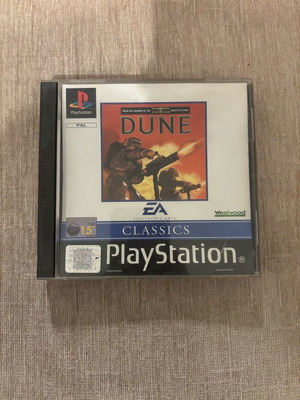 PlayStation
PAL
DUNE
EA
ELECTRONIC ARTS
Westwood
15
CLASSICS
PlayStation®